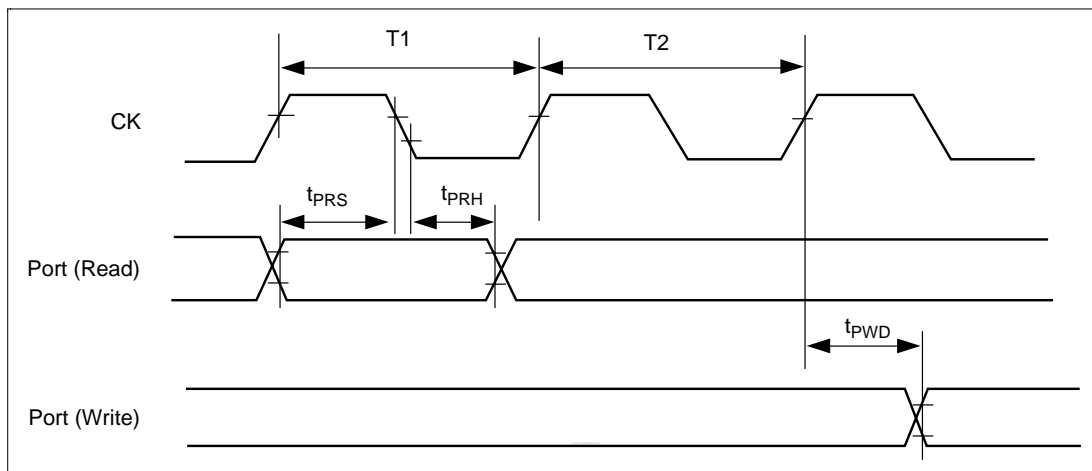 T1
T2
CK
tPRS
tPRH
Port (Read)
tPWD
Port (Write)